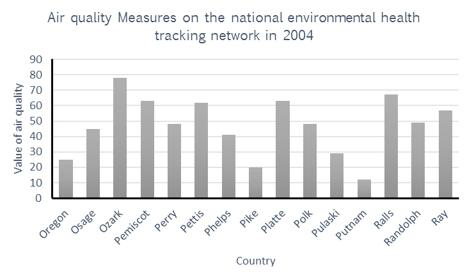 Air quality Measures on the national environmental health
tracking network in 2004
Value of air quality
90
80
70
60
50
40
30
20
10
0
Oregon
Osage
Ozark
Pemiscot
Perry
Pettis
Phelps
Pike
Platte
Polk
Pulaski
Putnam
Ralls
Randolph
Ray
Country